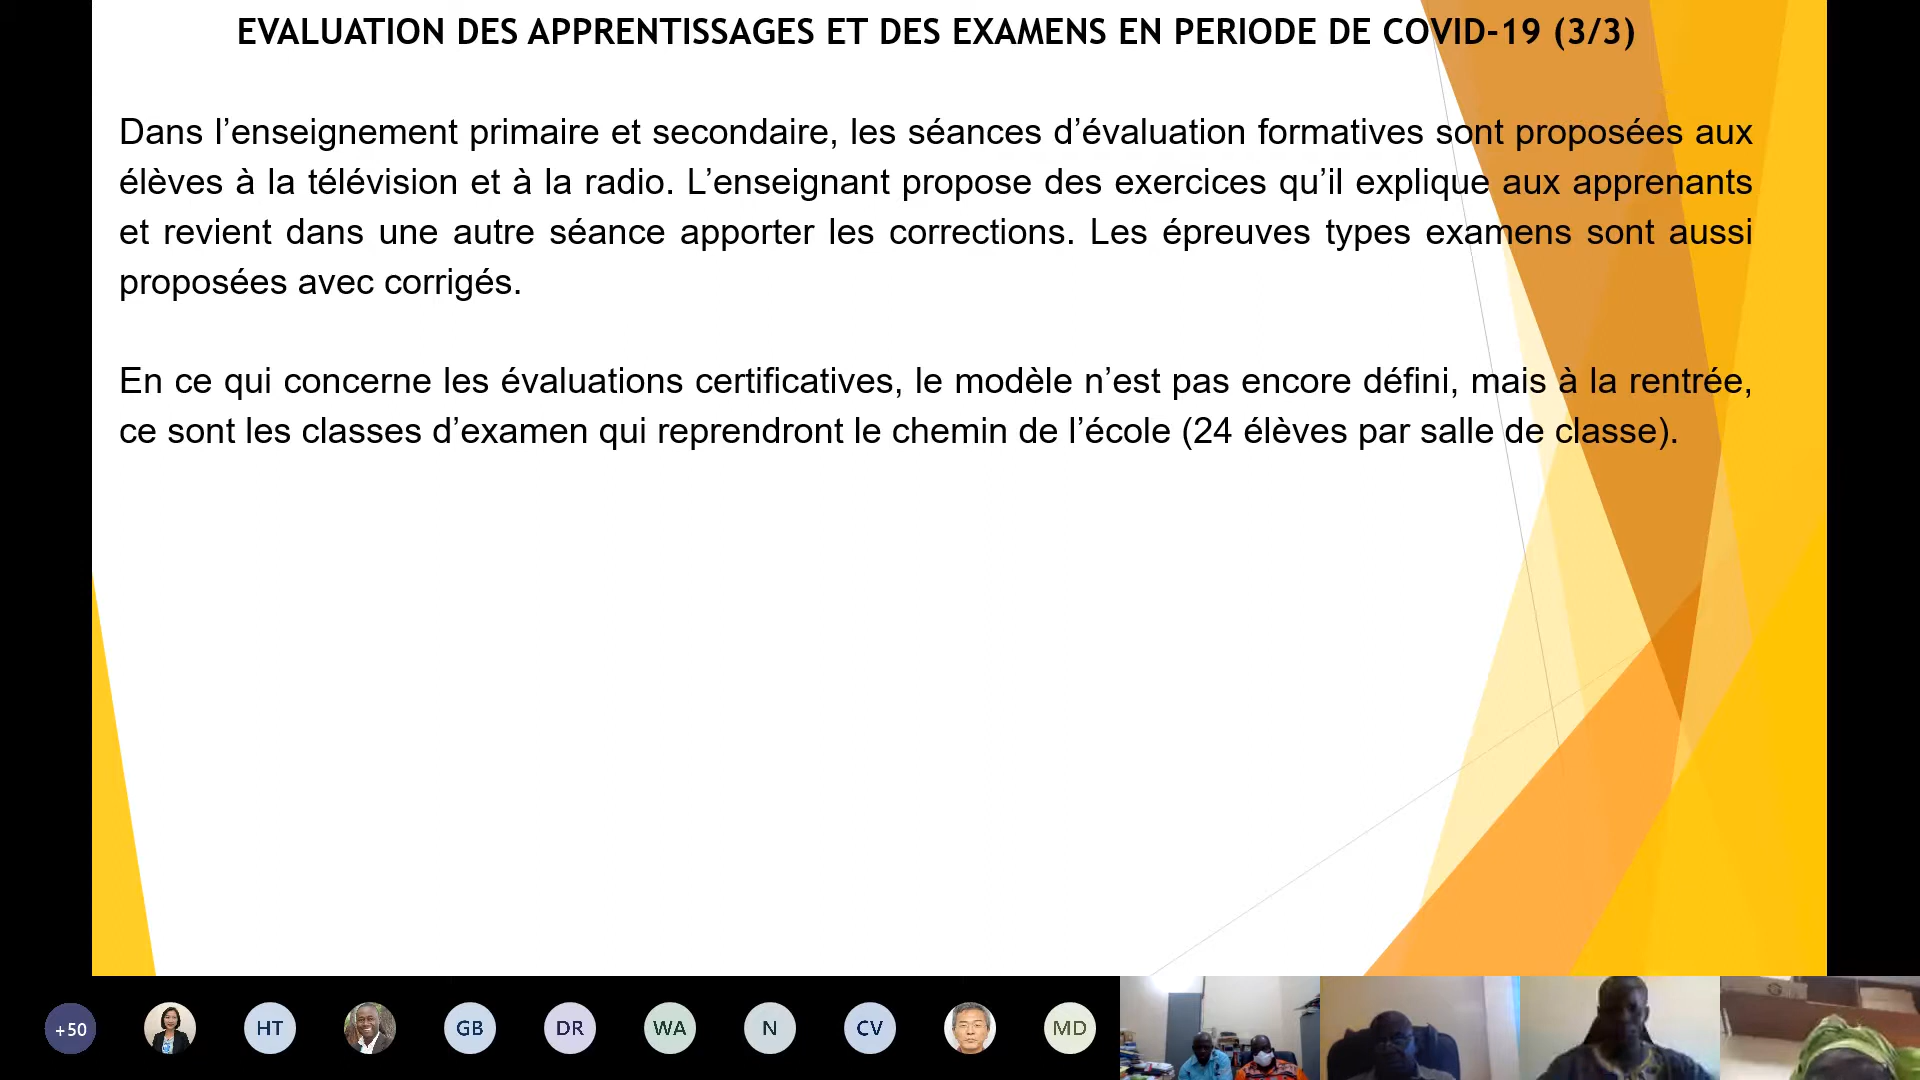 EVALUATION DES APPRENTISSAGES ET DES EXAMENS EN PERIODE DE COVID-19 (3/3)
Dans l’enseignement primaire et secondaire, les séances d’évaluation formatives sont proposées aux
élèves à la télévision et à la radio. L’enseignant propose des exercices qu’il explique aux apprenants
et revient dans une autre séance apporter les corrections. Les épreuves types examens sont aussi
proposées avec corrigés.
En ce qui concerne les évaluations certificatives, le modèle n’est pas encore défini, mais à la rentrée,
ce sont les classes d’examen qui reprendront le chemin de l’école (24 élèves par salle de classe).
+50 HT GB DR WA N CV MD